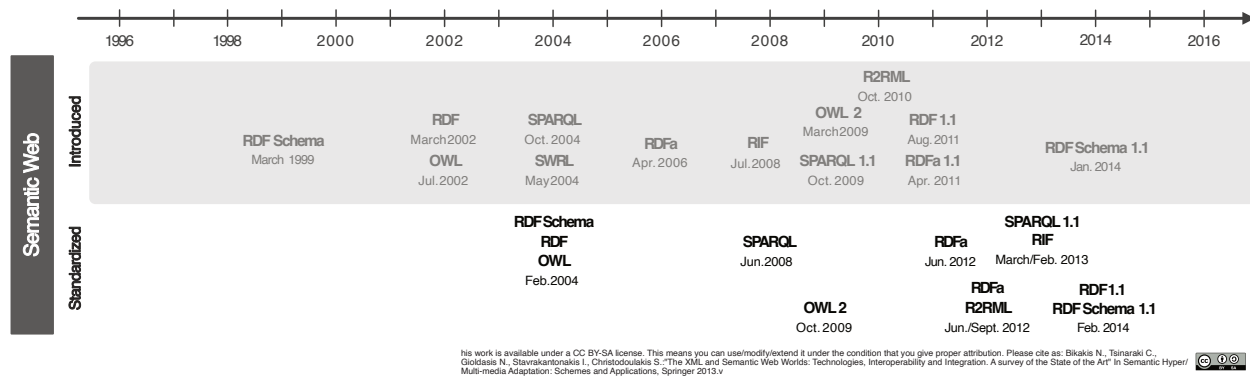 1996 1998 2000 2002 2004 2006 2008 2010 2012 2014 2016
Semantic Web
Introduced
RDF Schema
March 1999
RDF
March2002
OWL
Jul.2002
SPARQL
Oct. 2004
SWRL
May2004
RDFa
Apr. 2006
RIF
Jul.2008
OWL 2
March2009
SPARQL 1.1
Oct. 2009
R2RML
Oct. 2010
RDF 1.1
Aug. 2011
RDFa 1.1
Apr. 2011
RDF Schema 1.1
Jan. 2014
Standardized
RDF Schema
RDF
OWL
Feb.2004
SPARQL
Jun.2008
OWL 2
Oct. 2009
RDFa
Jun. 2012
RDFa
R2RML
Jun./Sept. 2012
SPARQL 1.1
RIF
March/Feb. 2013
RDF1.1
RDF Schema 1.1
Feb. 2014
his work is available under a CC BY-SA license. This means you can use/modify/extend it under the condition that you give proper attribution. Please cite as: Bikakis N., Tsinaraki C.,
Gioldasis N., Stavrakantonakis I., Christodoulakis S.:"The XML and Semantic Web Worlds: Technologies, Interoperability and Integration. A survey of the State of the Art" In Semantic Hyper/
Multi-media Adaptation: Schemes and Applications, Springer 2013.v
cc BY SA